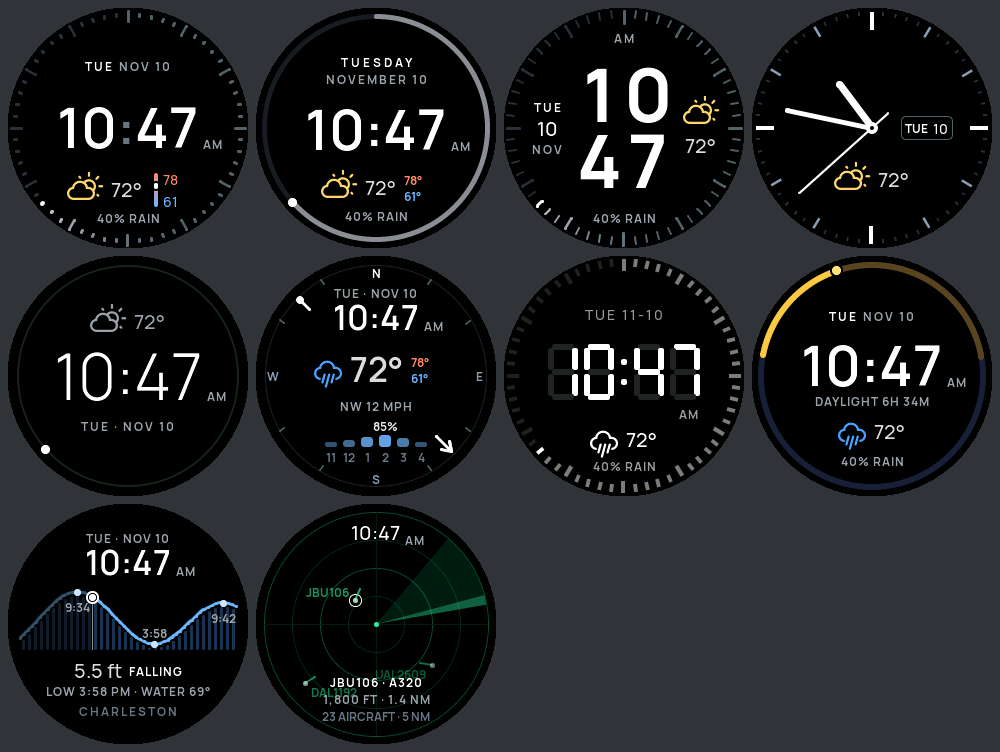 TUE NOV 10
10:47 AM
72°
78
61
40% RAIN
TUESDAY
NOVEMBER 10
10:47 AM
72°
78°
61°
40% RAIN
AM
TUE
10
NOV
10
47
72°
40% RAIN
TUE 10
72°
72°
10:47 AM
TUE · NOV 10
N
TUE · NOV 10
10:47 AM
W
72°
78°
61°
E
NW 12 MPH
85%
11 12 1 2 3 4
S
TUE 11-10
10:47
AM
72°
40% RAIN
TUE NOV 10
10:47 AM
DAYLIGHT 6H 34M
72°
40% RAIN
TUE · NOV 10
10:47 AM
9:34
3:58
9:42
5.5 ft FALLING
LOW 3:58 PM · WATER 69°
CHARLESTON
10:47 AM
JBU106
UAL2609
JBU106 · A320
DAL1192
1,800 FT · 1.4 NM
23 AIRCRAFT · 5 NM